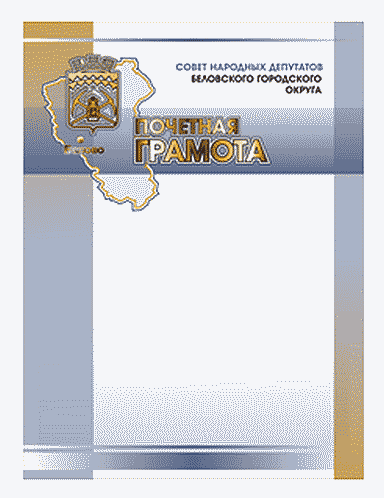 СОВЕТ НАРОДНЫХ ДЕПУТАТОВ
БЕЛОВСКОГО ГОРОДСКОГО
ОКРУГА
ПОЧЕТНАЯ
ГРАМОТА